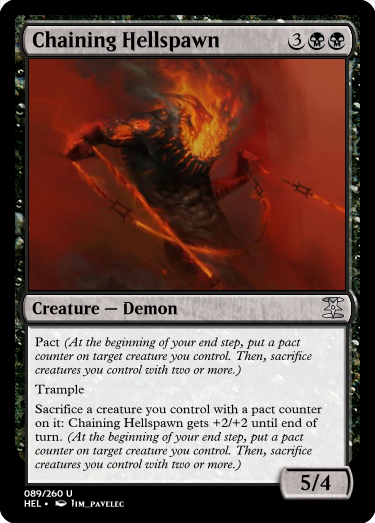 Chaining Hellspawn 3
Creature — Demon
Pact (At the beginning of your end step, put a pact
counter on target creature you control. Then, sacrifice
creatures you control with two or more.)
Trample
Sacrifice a creature you control with a pact counter
on it: Chaining Hellspawn gets +2/+2 until end of
turn. (At the beginning of your end step, put a pact
counter on target creature you control. Then, sacrifice
creatures you control with two or more.)
5/4
089/260 U
HEL • JIM_PAVELEC